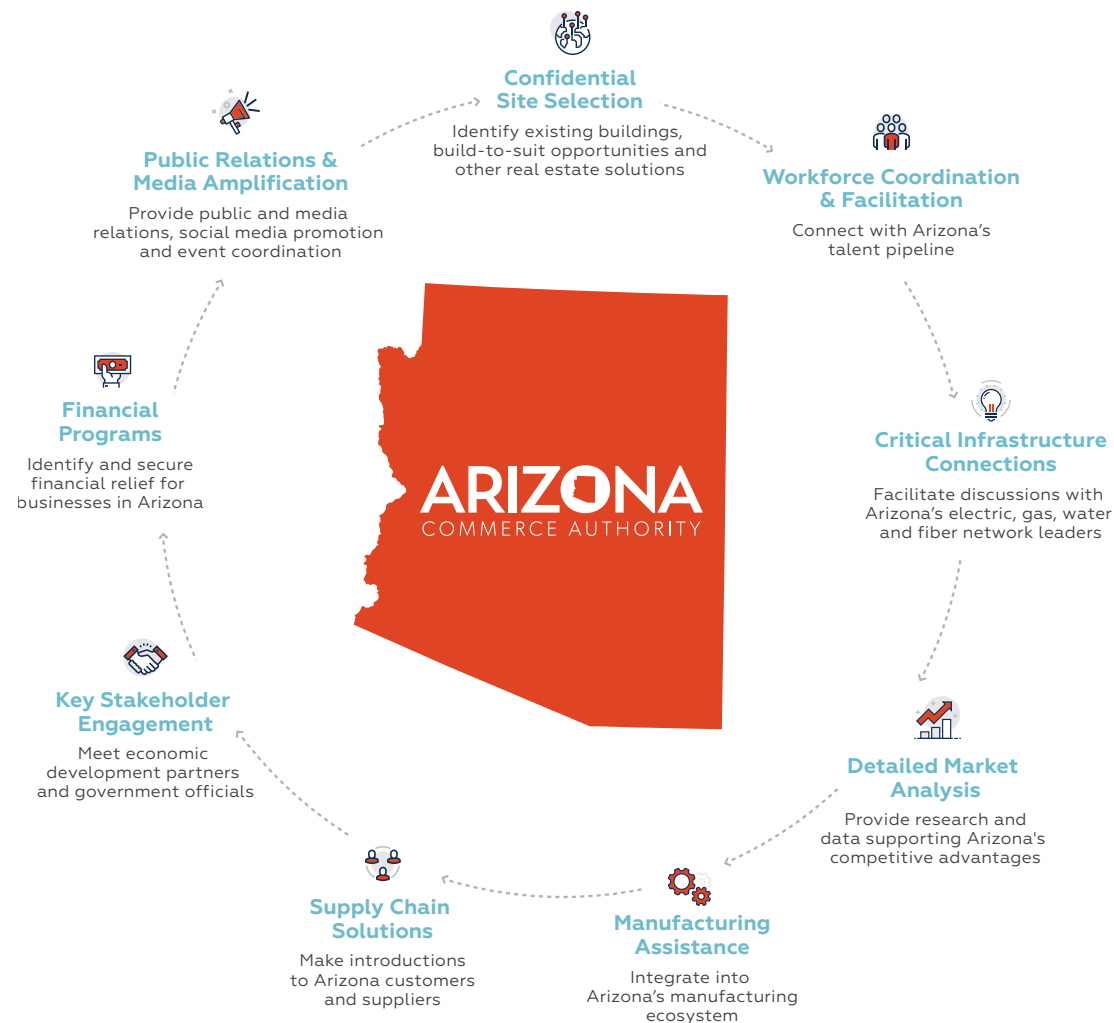 Confidential
Site Selection
Identify existing buildings,
build-to-suit opportunities and
other real estate solutions
Workforce Coordination
& Facilitation
Connect with Arizona’s
talent pipeline
Critical Infrastructure
Connections
Facilitate discussions with
Arizona’s electric, gas, water
and fiber network leaders
Detailed Market
Analysis
Provide research and
data supporting Arizona's
competitive advantages
Manufacturing
Assistance
Integrate into
Arizona’s manufacturing
ecosystem
Supply Chain
Solutions
Make introductions
to Arizona customers
and suppliers
Key Stakeholder
Engagement
Meet economic
development partners
and government officials
Financial
Programs
Identify and secure
financial relief for
businesses in Arizona
Public Relations &
Media Amplification
Provide public and media
relations, social media promotion
and event coordination
ARIZONA
COMMERCE AUTHORITY